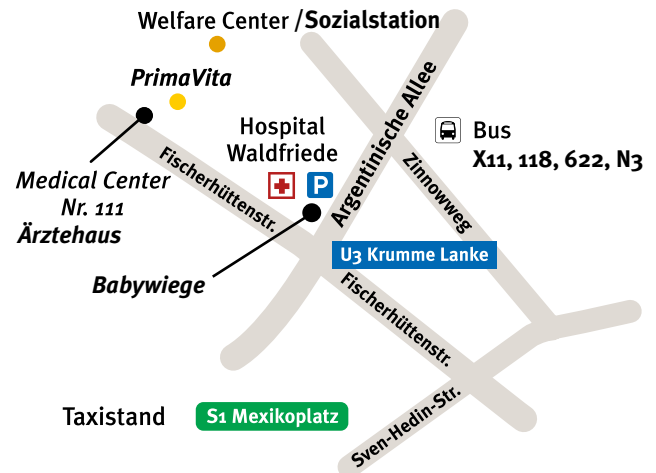 Welfare Center /Sozialstation
PrimaVita
Hospital
Waldfriede
P
Argentinische Allee
Bus
X11, 118, 622, N3
Zinnowweg
Fischerhüttenstr.
Medical Center
Nr. 111
Ärztehaus
Babywiege
U3 Krumme Lanke
Fischerhüttenstr.
Taxistand
S1 Mexikoplatz
Sven-Hedin-Str.